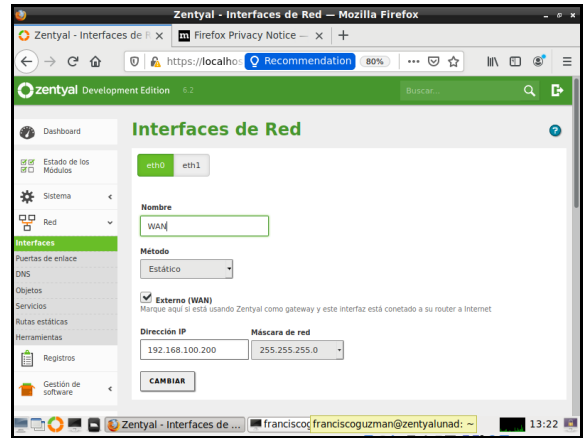 Zentyal - Interfaces de Red — Mozilla Firefox
Zentyal - Interfaces de R
Firefox Privacy Notice —
https://localhos
Recommendation
80%
zentyal Development Edition 6.2
Buscar...
Dashboard
Estado de los
Módulos
Sistema
Red
Interfaces
Puertas de enlace
DNS
Objetos
Servicios
Rutas estáticas
Herramientas
Registros
Gestión de
software
Interfaces de Red
eth0 eth1
Nombre
WAN
Método
Estático
Externo (WAN)
Marque aquí si está usando Zentyal como gateway y este interfaz está conetado a su router a Internet
Dirección IP Máscara de red
192.168.100.200 255.255.255.0
CAMBIAR
Zentyal - Interfaces de ...
franciscog
franciscoguzman@zentyalunad: ~
13:22